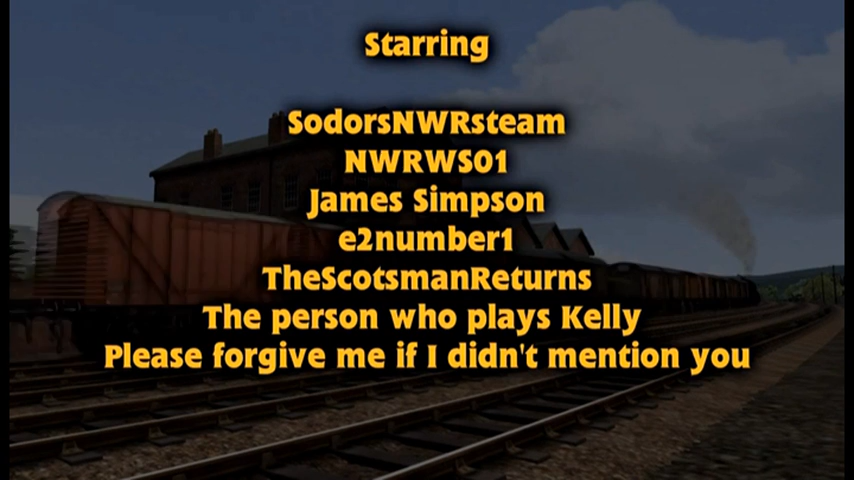 Starring
SodorsNWRsteam
NWRWS01
James Simpson
e2number1
TheScotsmanReturns
The person who plays Kelly
Please forgive me if I didn't mention you